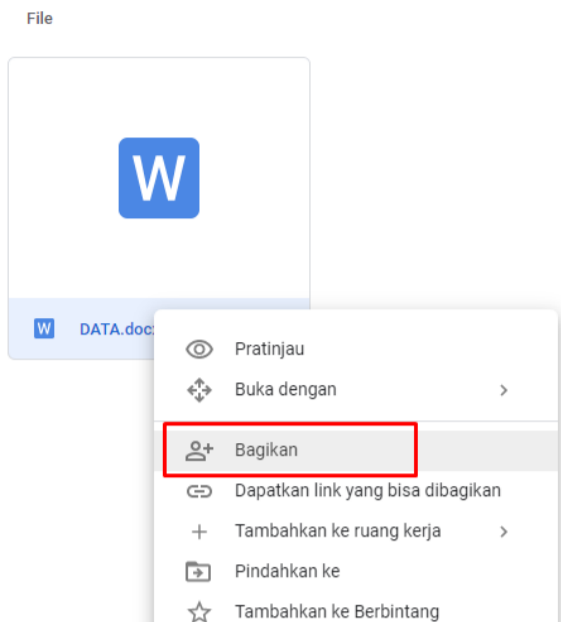 File
W
W DATA.doc
Pratinjau
Buka dengan
Bagikan
Dapatkan link yang bisa dibagikan
Tambahkan ke ruang kerja
Pindahkan ke
Tambahkan ke Berbintang